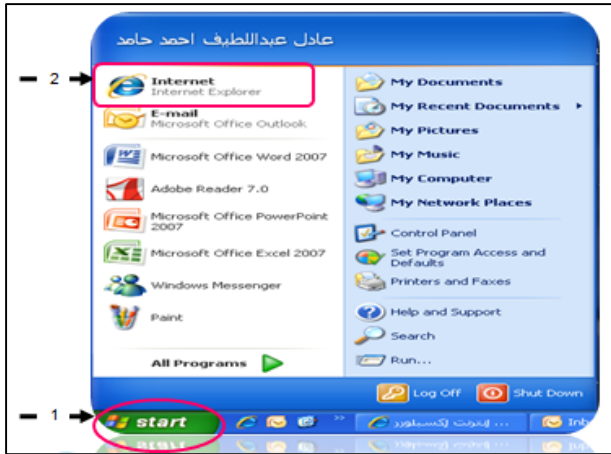 عادل عبداللطيف احمد حامد
2
Internet
Internet Explorer
E-mail
Microsoft Office Outlook
Microsoft Office Word 2007
Adobe Reader 7.0
Microsoft Office PowerPoint
2007
Microsoft Office Excel 2007
Windows Messenger
Paint
All Programs
My Documents
My Recent Documents
My Pictures
My Music
My Computer
My Network Places
Control Panel
Set Program Access and
Defaults
Printers and Faxes
Help and Support
Search
Run...
Log Off
Shut Down
1
start
إنترنت إكسبلورر ...
Inb